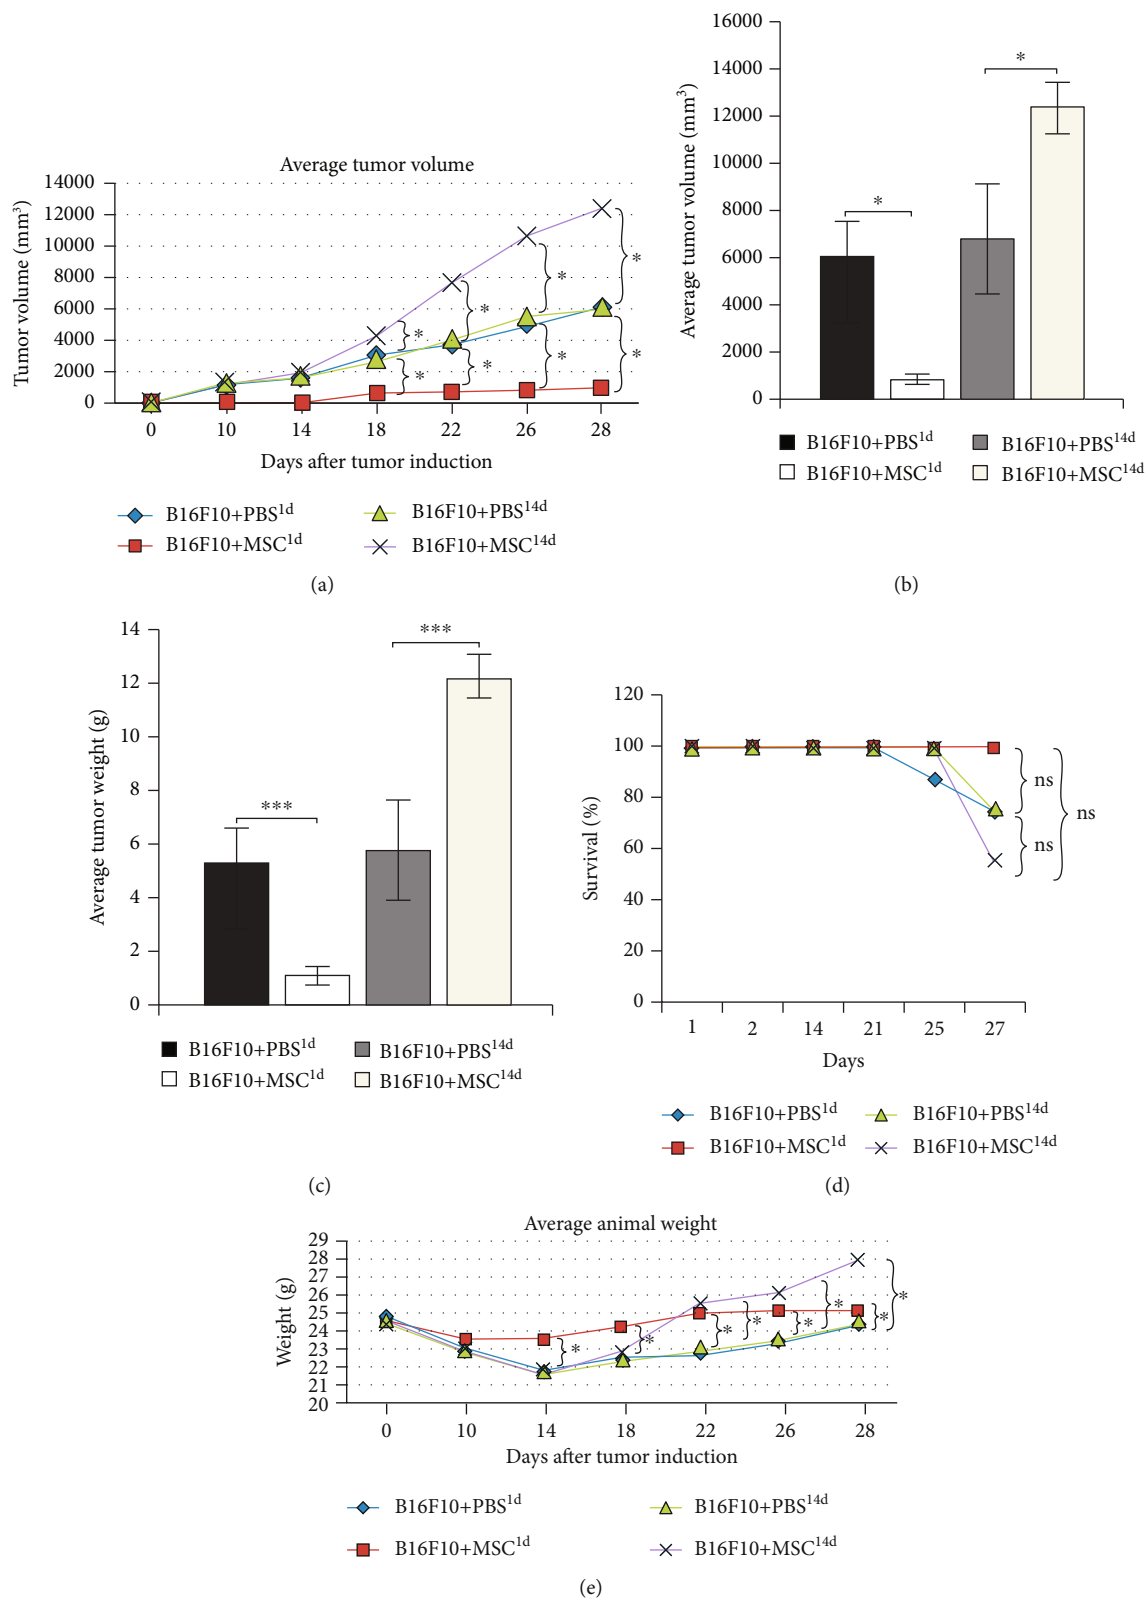 Average tumor volume
Tumor volume (mm³)
14000
12000
10000
8000
6000
4000
2000
0
* * * * * * * *
0 10 14 18 22 26 28
Days after tumor induction
B16F10+PBS¹ᵈ B16F10+PBS¹⁴ᵈ
B16F10+MSC¹ᵈ B16F10+MSC¹⁴ᵈ
(a)
Average tumor volume (mm³)
16000
14000
12000
10000
8000
6000
4000
2000
0
* *
B16F10+PBS¹ᵈ B16F10+PBS¹⁴ᵈ
B16F10+MSC¹ᵈ B16F10+MSC¹⁴ᵈ
(b)
Average tumor weight (g)
14
12
10
8
6
4
2
0
*** ***
B16F10+PBS¹ᵈ B16F10+PBS¹⁴ᵈ
B16F10+MSC¹ᵈ B16F10+MSC¹⁴ᵈ
(c)
Survival (%)
120
100
80
60
40
20
0
ns
ns
ns
1 2 14 21 25 27
Days
B16F10+PBS¹ᵈ B16F10+PBS¹⁴ᵈ
B16F10+MSC¹ᵈ B16F10+MSC¹⁴ᵈ
(d)
Average animal weight
Weight (g)
29
28
27
26
25
24
23
22
21
20
* * * * * * * *
0 10 14 18 22 26 28
Days after tumor induction
B16F10+PBS¹ᵈ B16F10+PBS¹⁴ᵈ
B16F10+MSC¹ᵈ B16F10+MSC¹⁴ᵈ
(e)